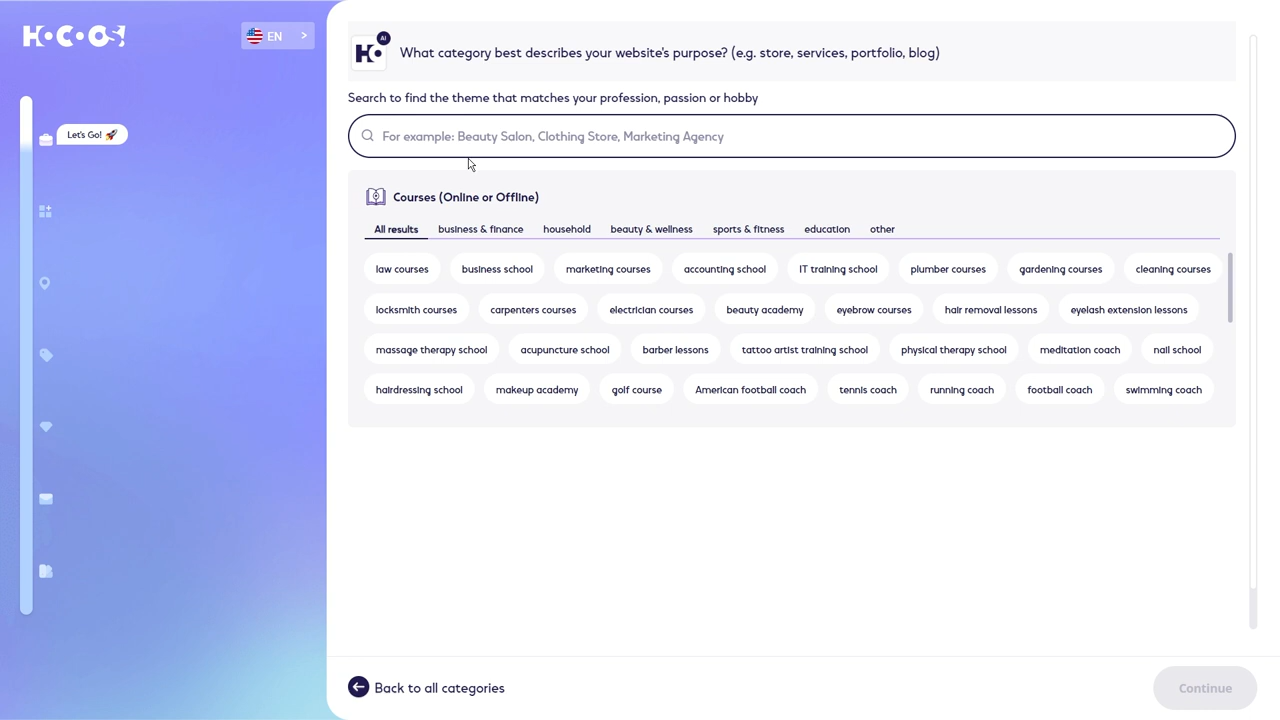 HOCOOS
EN
Let's Go! 🚀
HO AI
What category best describes your website's purpose? (e.g. store, services, portfolio, blog)
Search to find the theme that matches your profession, passion or hobby
For example: Beauty Salon, Clothing Store, Marketing Agency
Courses (Online or Offline)
All results business & finance household beauty & wellness sports & fitness education other
law courses business school marketing courses accounting school IT training school plumber courses gardening courses cleaning courses
locksmith courses carpenters courses electrician courses beauty academy eyebrow courses hair removal lessons eyelash extension lessons
massage therapy school acupuncture school barber lessons tattoo artist training school physical therapy school meditation coach nail school
hairdressing school makeup academy golf course American football coach tennis coach running coach football coach swimming coach
Back to all categories
Continue